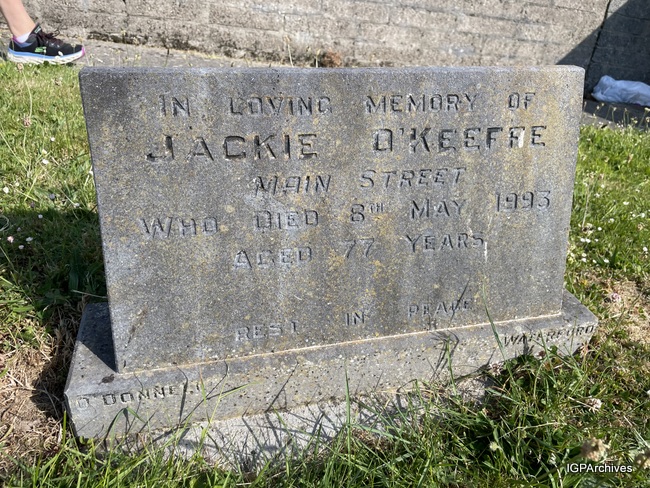 IN LOVING MEMORY OF
JACKIE O'KEEFFE
MAIN STREET
WHO DIED 8TH MAY 1993
AGED 77 YEARS
REST IN PEACE
O'DONNELL WATERFORD
IGPArchives